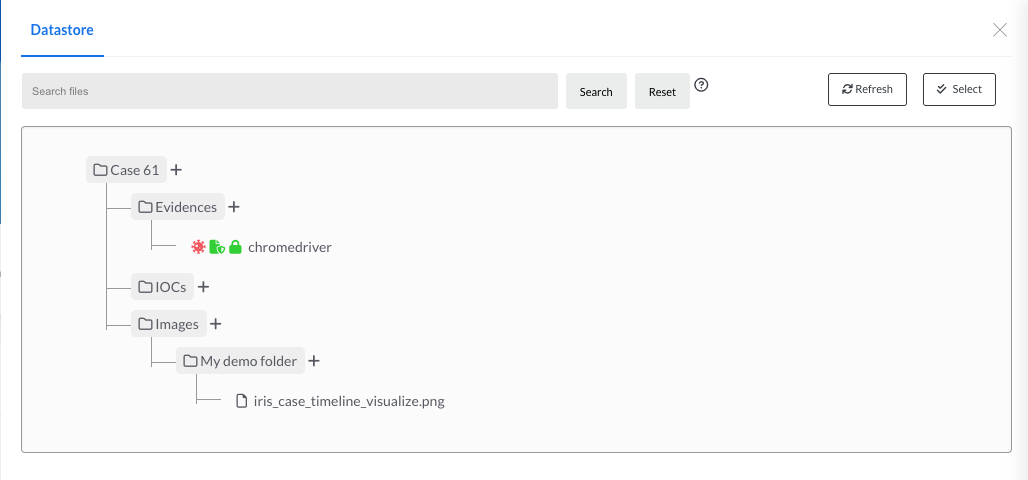 Datastore
Search files
Search
Reset
Refresh
Select
Case 61
Evidences
chromedriver
IOCs
Images
My demo folder
iris_case_timeline_visualize.png